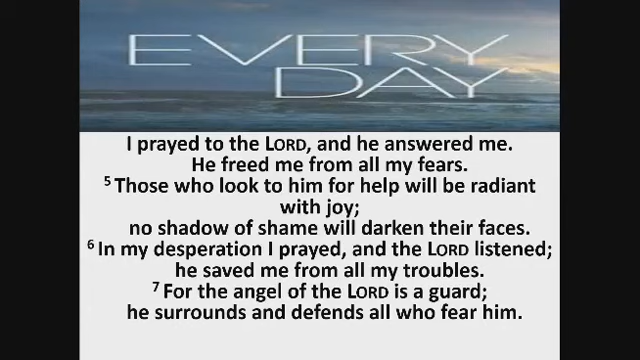 EVERY
DAY
I prayed to the LORD, and he answered me.
He freed me from all my fears.
5 Those who look to him for help will be radiant
with joy;
no shadow of shame will darken their faces.
6 In my desperation I prayed, and the LORD listened;
he saved me from all my troubles.
7 For the angel of the LORD is a guard;
he surrounds and defends all who fear him.